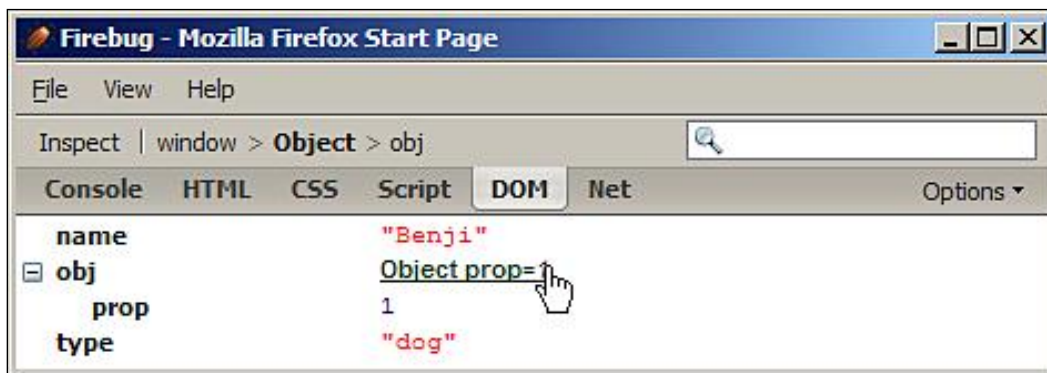 Firebug - Mozilla Firefox Start Page
File View Help
Inspect | window > Object > obj
Console HTML CSS Script DOM Net Options
name "Benji"
obj Object prop=1
prop 1
type "dog"